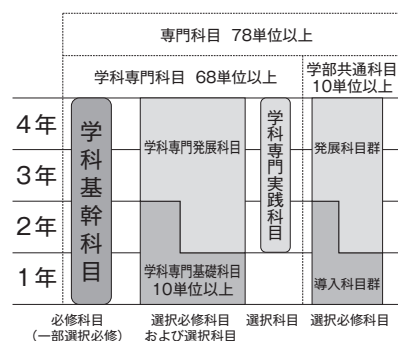 専門科目 78単位以上
学科専門科目 68単位以上
学部共通科目
10単位以上
4年
3年
2年
1年
学科基幹科目
学科専門発展科目
学科専門基礎科目
10単位以上
学科専門実践科目
発展科目群
導入科目群
必修科目
（一部選択必修）
選択必修科目
および選択科目
選択科目
選択必修科目